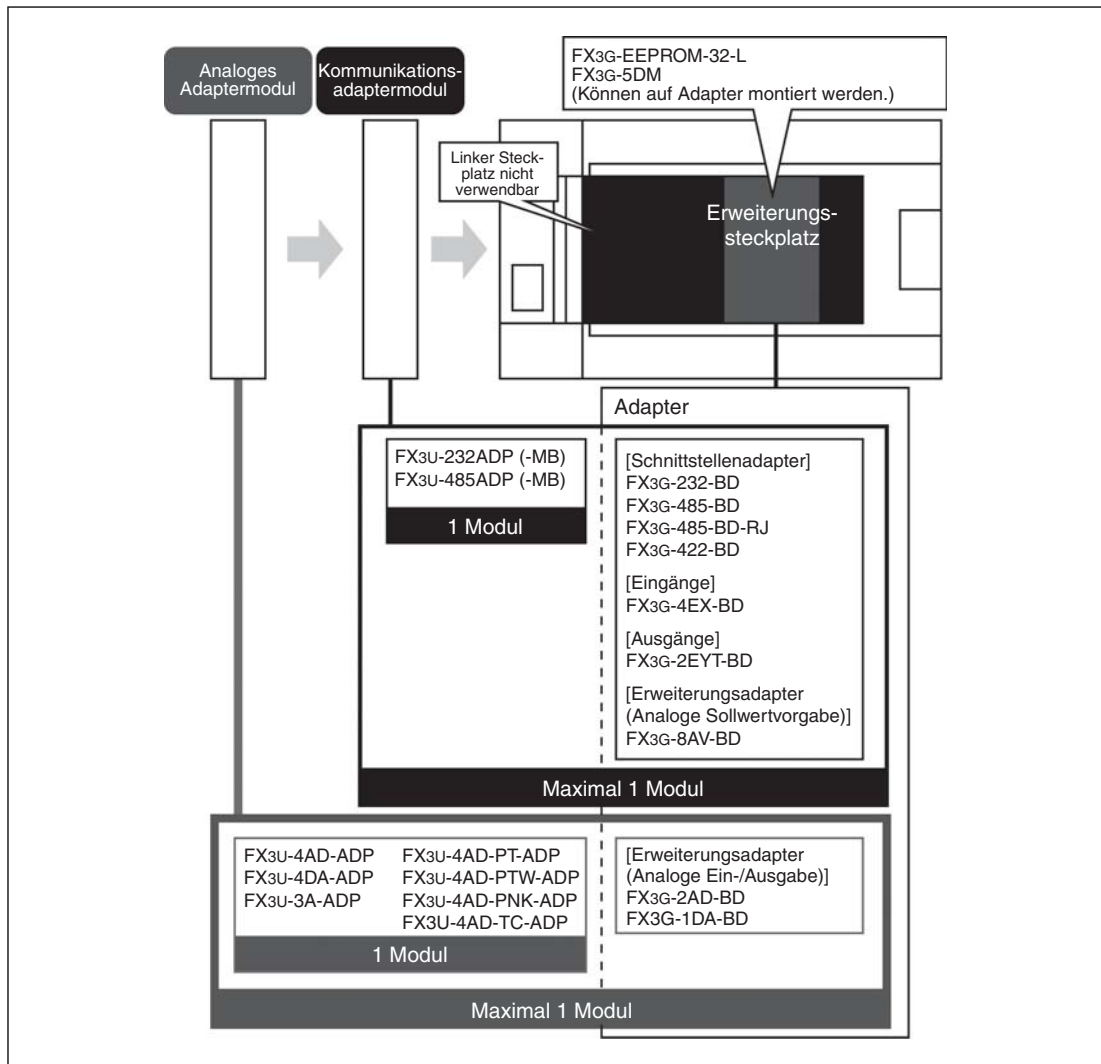 Analoges
Adaptermodul
Kommunikations-
adaptermodul
FX3G-EEPROM-32-L
FX3G-5DM
(Können auf Adapter montiert werden.)
Linker Steck-
platz nicht
verwendbar
Erweiterungs-
steckplatz
Adapter
FX3U-232ADP (-MB)
FX3U-485ADP (-MB)
1 Modul
[Schnittstellenadapter]
FX3G-232-BD
FX3G-485-BD
FX3G-485-BD-RJ
FX3G-422-BD
[Eingänge]
FX3G-4EX-BD
[Ausgänge]
FX3G-2EYT-BD
[Erweiterungsadapter
(Analoge Sollwertvorgabe)]
FX3G-8AV-BD
Maximal 1 Modul
FX3U-4AD-ADP
FX3U-4DA-ADP
FX3U-3A-ADP
FX3U-4AD-PT-ADP
FX3U-4AD-PTW-ADP
FX3U-4AD-PNK-ADP
FX3U-4AD-TC-ADP
1 Modul
[Erweiterungsadapter
(Analoge Ein-/Ausgabe)]
FX3G-2AD-BD
FX3G-1DA-BD
Maximal 1 Modul